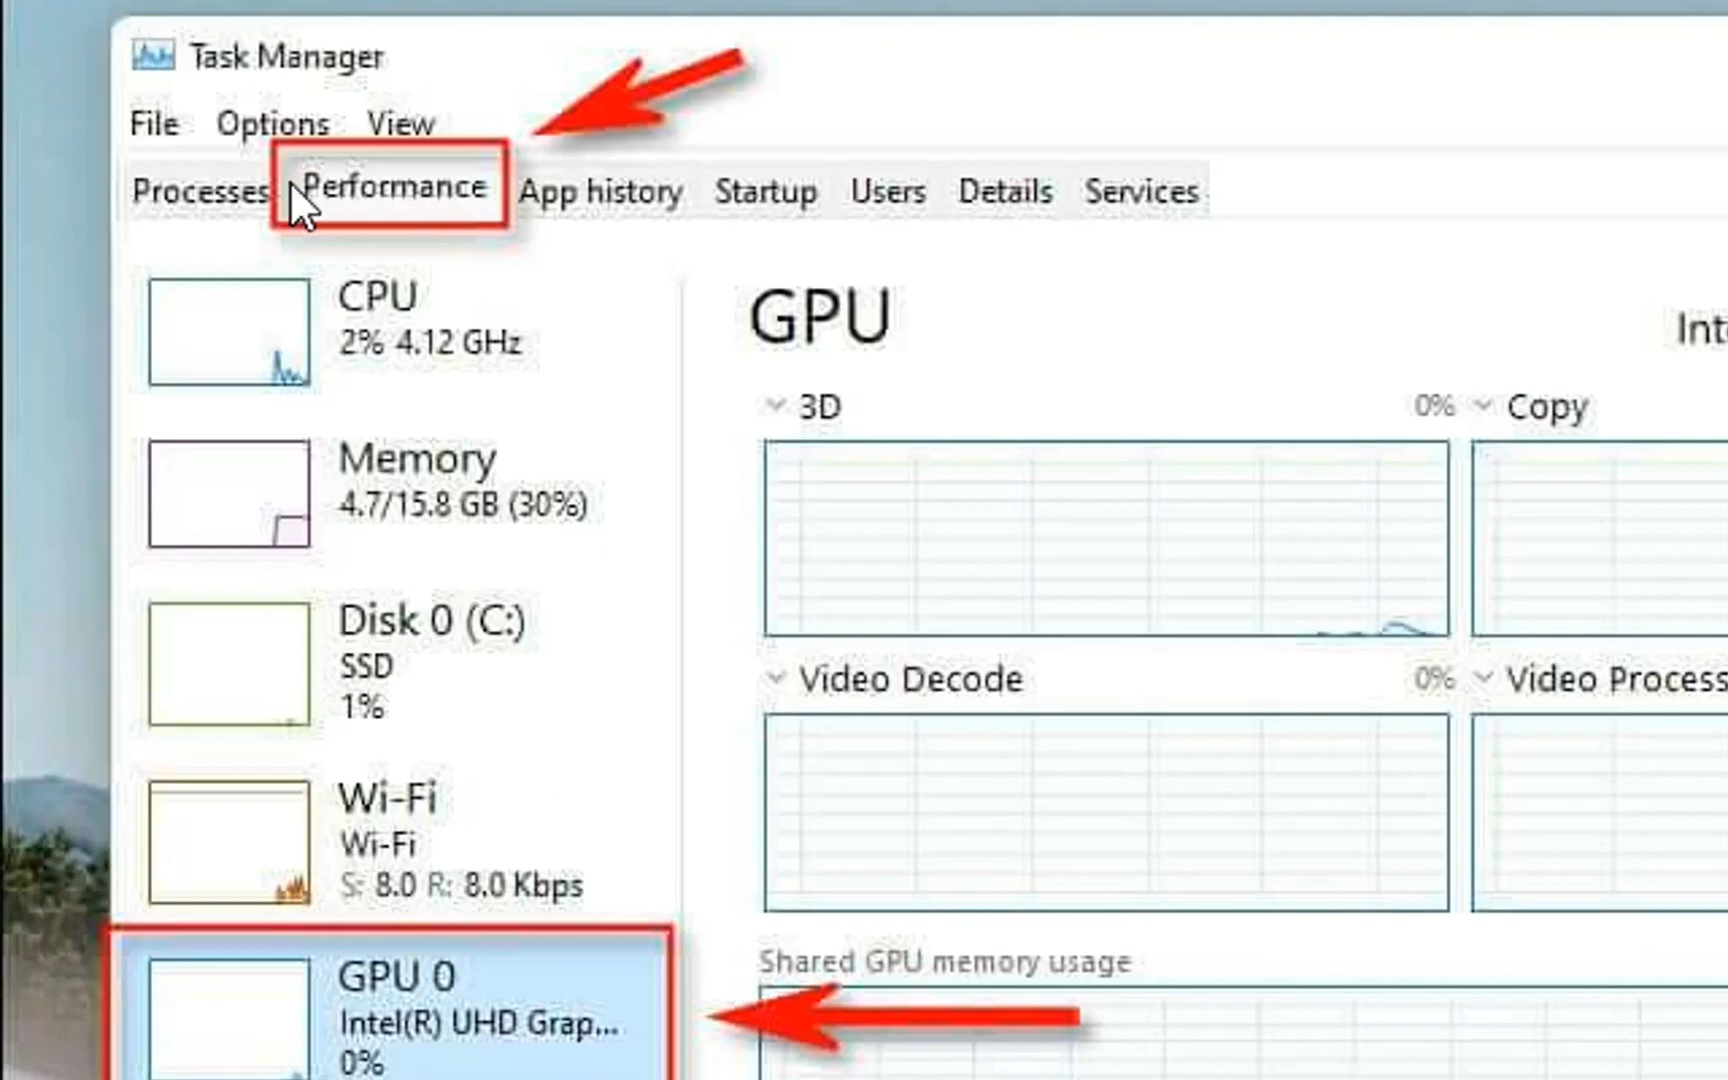 Task Manager
File Options View
Processes Performance App history Startup Users Details Services
CPU
2% 4.12 GHz
Memory
4.7/15.8 GB (30%)
Disk 0 (C:)
SSD
1%
Wi-Fi
Wi-Fi
S: 8.0 R: 8.0 Kbps
GPU 0
Intel(R) UHD Grap...
0%
GPU
3D 0% Copy
Video Decode 0% Video Process
Shared GPU memory usage